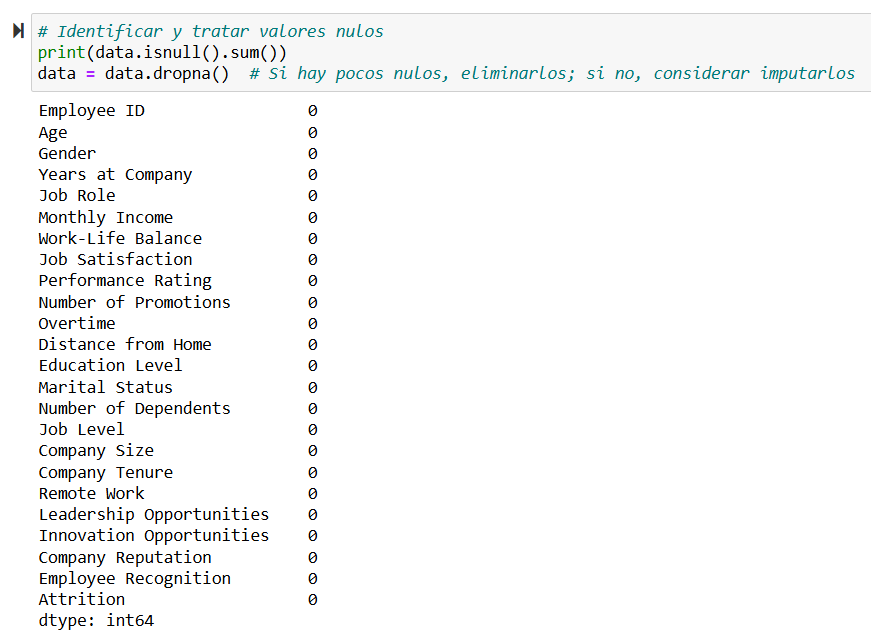 # Identificar y tratar valores nulos
print(data.isnull().sum())
data = data.dropna()  # Si hay pocos nulos, eliminarlos; si no, considerar imputarlos
Employee ID 0
Age 0
Gender 0
Years at Company 0
Job Role 0
Monthly Income 0
Work-Life Balance 0
Job Satisfaction 0
Performance Rating 0
Number of Promotions 0
Overtime 0
Distance from Home 0
Education Level 0
Marital Status 0
Number of Dependents 0
Job Level 0
Company Size 0
Company Tenure 0
Remote Work 0
Leadership Opportunities 0
Innovation Opportunities 0
Company Reputation 0
Employee Recognition 0
Attrition 0
dtype: int64